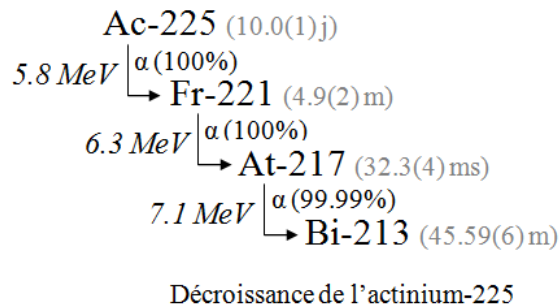 Ac-225 (10.0(1) j)
5.8 MeV α (100%)
Fr-221 (4.9(2) m)
6.3 MeV α (100%)
At-217 (32.3(4) ms)
7.1 MeV α (99.99%)
Bi-213 (45.59(6) m)
Décroissance de l'actinium-225